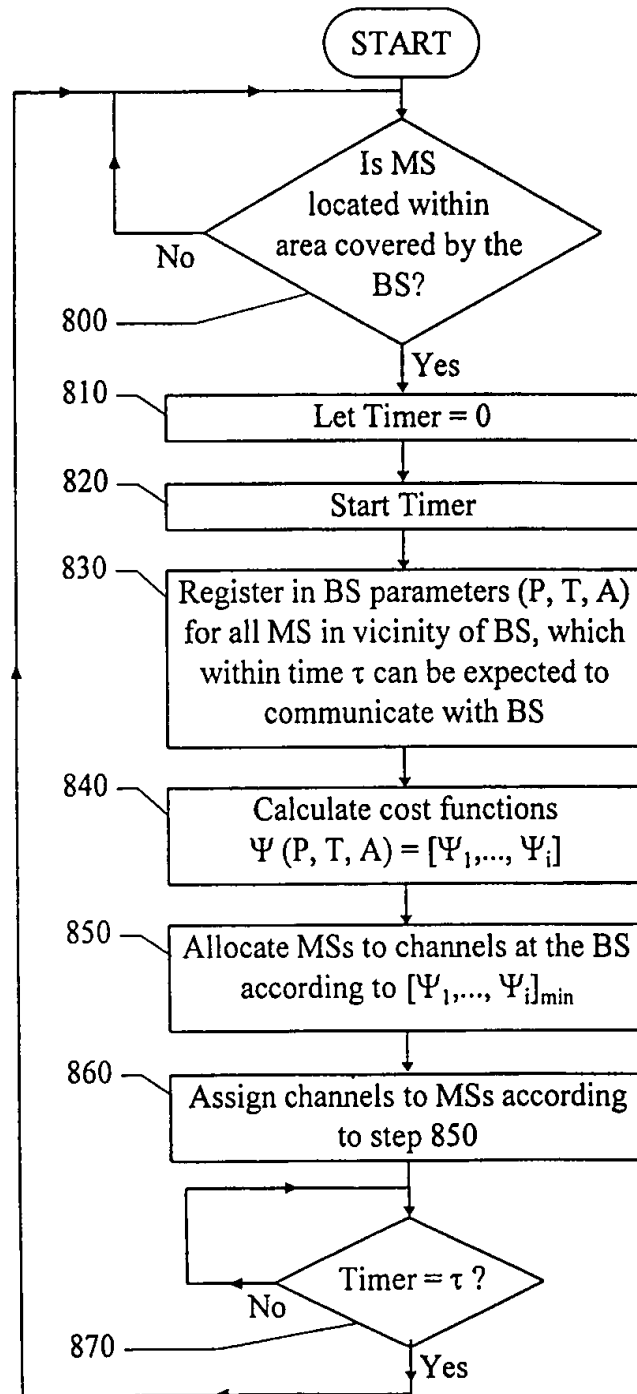 START
Is MS
located within
area covered by the
BS?
No
800
Yes
810
Let Timer = 0
820
Start Timer
830
Register in BS parameters (P, T, A)
for all MS in vicinity of BS, which
within time τ can be expected to
communicate with BS
840
Calculate cost functions
Ψ (P, T, A) = [Ψ₁,..., Ψᵢ]
850
Allocate MSs to channels at the BS
according to [Ψ₁,..., Ψᵢ]ₘᵢₙ
860
Assign channels to MSs according
to step 850
Timer = τ ?
No
870
Yes